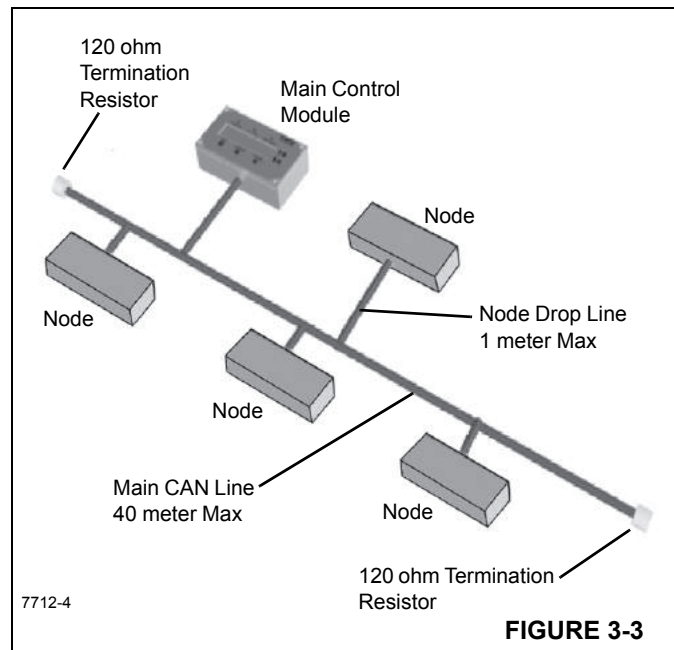 120 ohm
Termination
Resistor
Main Control
Module
Node
Node
Node Drop Line
1 meter Max
Node
Main CAN Line
40 meter Max
Node
120 ohm Termination
Resistor
7712-4
FIGURE 3-3